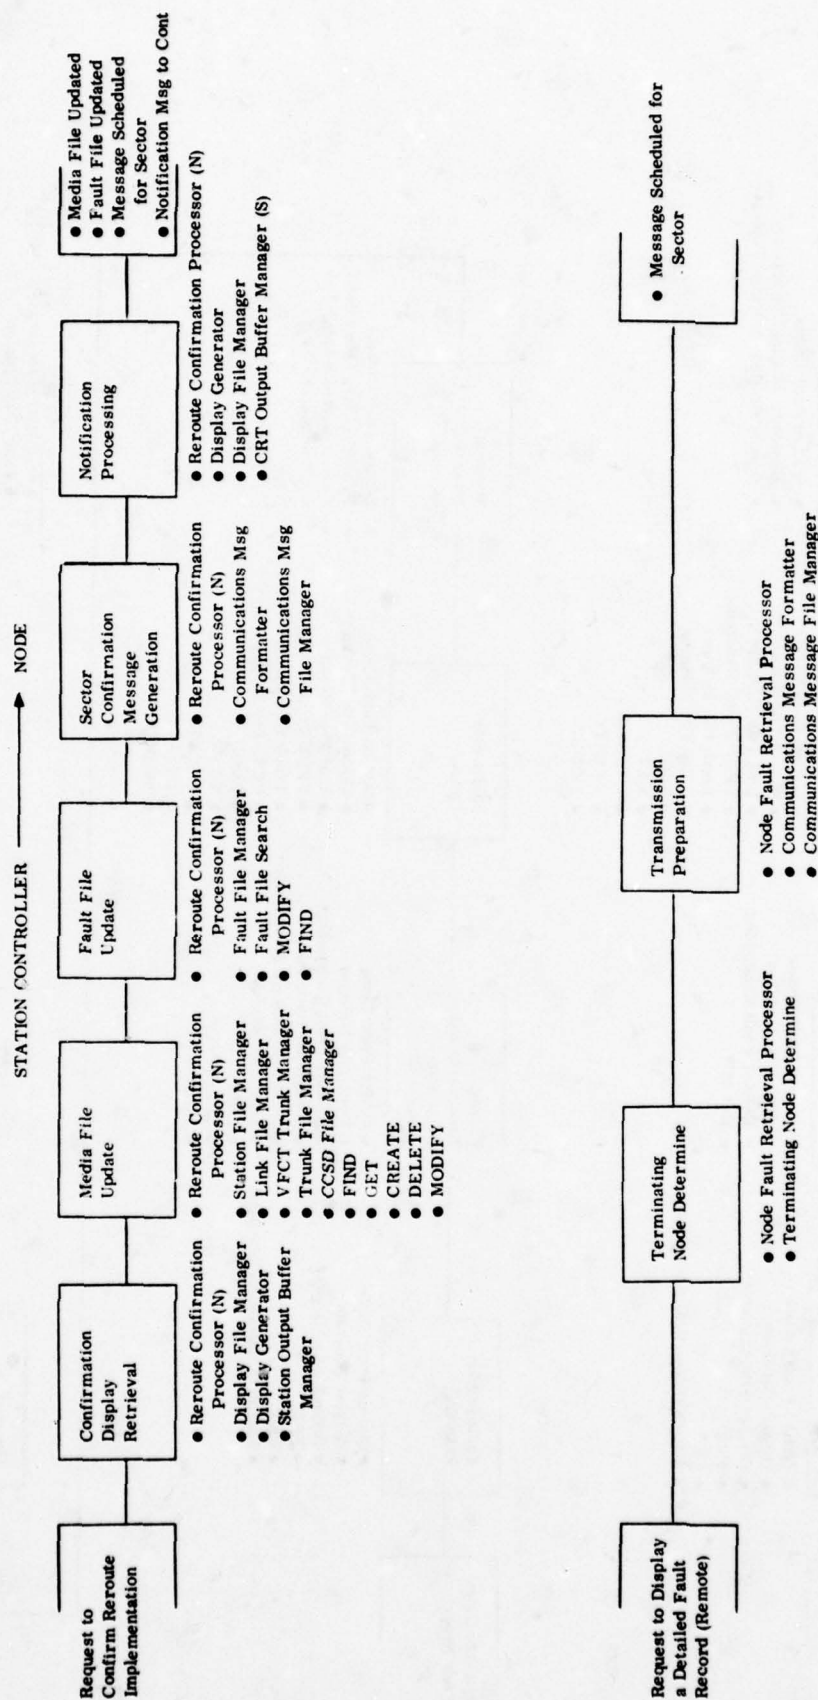 STATION CONTROLLER NODE
Request to
Confirm Reroute
Implementation
Confirmation
Display
Retrieval
● Reroute Confirmation
Processor (N)
● Display File Manager
● Display Generator
● Station Output Buffer
Manager
Media File
Update
● Reroute Confirmation
Processor (N)
● Station File Manager
● Link File Manager
● VFCT Trunk Manager
● Trunk File Manager
● CCSD File Manager
● FIND
● GET
● CREATE
● DELETE
● MODIFY
Fault File
Update
● Reroute Confirmation
Processor (N)
● Fault File Manager
● Fault File Search
● MODIFY
● FIND
Sector
Confirmation
Message
Generation
● Reroute Confirmation
Processor (N)
● Communications Msg
Formatter
● Communications Msg
File Manager
Notification
Processing
● Reroute Confirmation Processor (N)
● Display Generator
● Display File Manager
● CRT Output Buffer Manager (S)
● Media File Updated
● Fault File Updated
● Message Scheduled
for Sector
● Notification Msg to Cont
Request to Display
a Detailed Fault
Record (Remote)
Terminating
Node Determine
● Node Fault Retrieval Processor
● Terminating Node Determine
Transmission
Preparation
● Node Fault Retrieval Processor
● Communications Message Formatter
● Communications Message File Manager
● Message Scheduled for
Sector